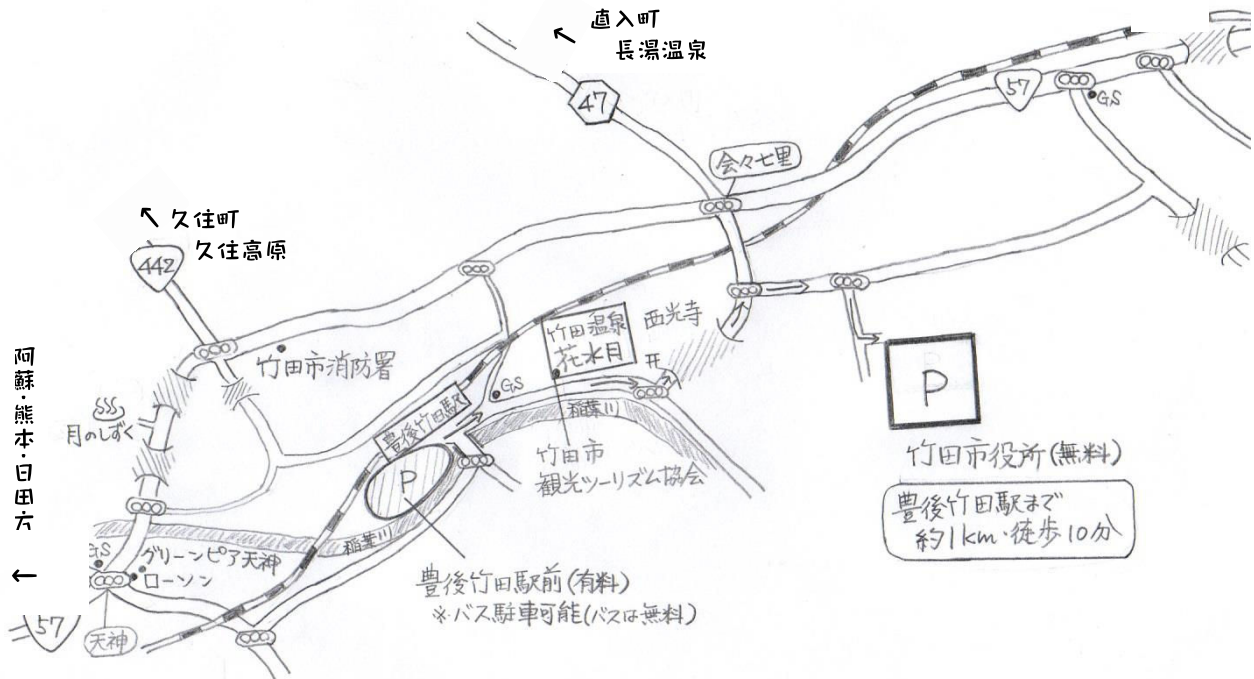 直入町
長湯温泉
47
57
GS
会々七里
久住町
久住高原
442
竹田市消防署
竹田温泉
花水月
西光寺
GS
稲葉川
豊後竹田駅
P
竹田市
観光ツーリズム協会
P
竹田市役所(無料)
豊後竹田駅まで
約1km・徒歩10分
阿蘇・熊本・日田方
月のしずく
稲葉川
GS
グリーンピア天神
ローソン
豊後竹田駅前(有料)
※バス駐車可能(バスは無料)
57
天神